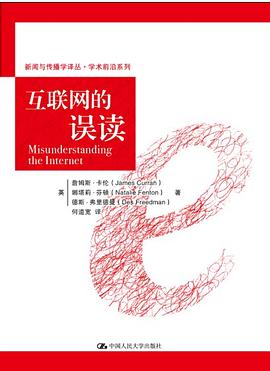 新闻与传播学译丛·学术前沿系列
互联网的
误读
Misunderstanding
the Internet
詹姆斯·卡伦（James Curran）
英 娜塔莉·芬顿（Natalie Fenton） 著
德斯·弗里德曼（Des Freedman）
何道宽 译
中国人民大学出版社